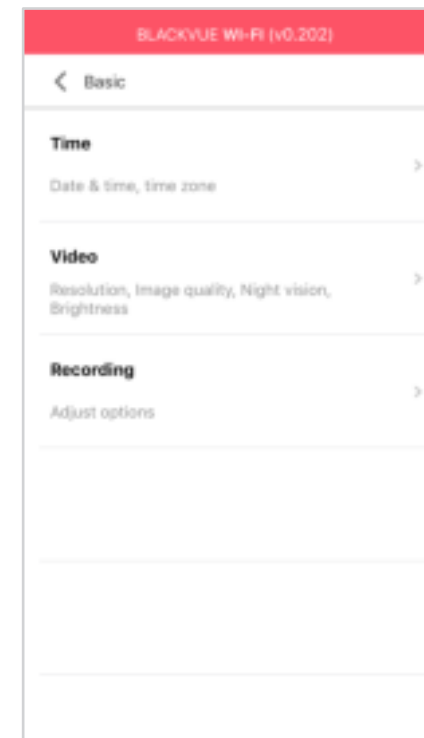 BLACKVUE WI-FI (v0.202)
Basic
Time
Date & time, time zone
Video
Resolution, Image quality, Night vision,
Brightness
Recording
Adjust options